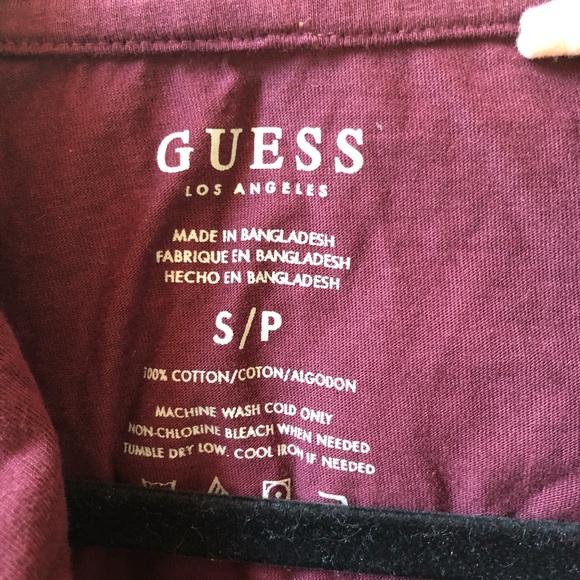 GUESS
LOS ANGELES
MADE IN BANGLADESH
FABRIQUE EN BANGLADESH
HECHO EN BANGLADESH
S/P
100% COTTON/COTON/ALGODON
MACHINE WASH COLD ONLY
NON-CHLORINE BLEACH WHEN NEEDED
TUMBLE DRY LOW. COOL IRON IF NEEDED